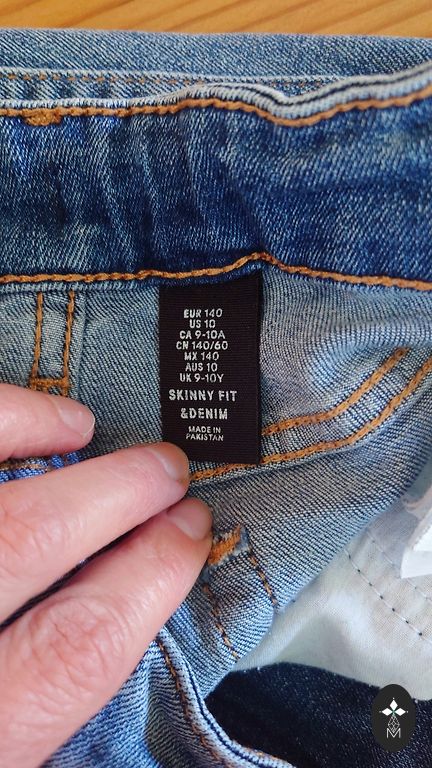 EUR 140
US 10
CA 9-10A
CN 140/60
MX 140
AUS 10
UK 9-10Y
SKINNY FIT
&DENIM
MADE IN
PAKISTAN